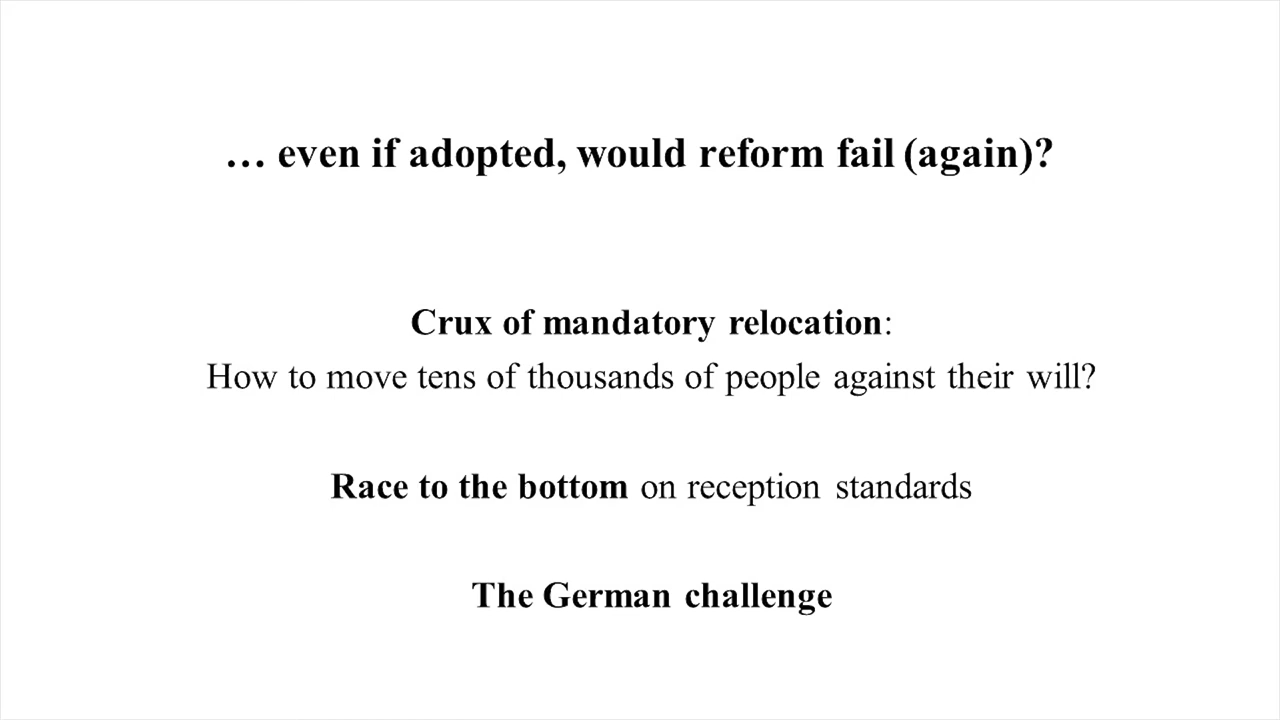 … even if adopted, would reform fail (again)?
Crux of mandatory relocation:
How to move tens of thousands of people against their will?
Race to the bottom on reception standards
The German challenge